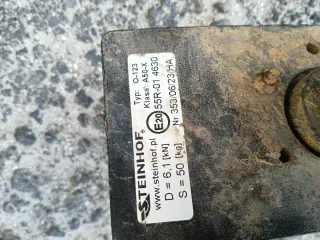 STEINHOF®
Typ: O-123
Klasa: A50-X
E20 55R-01 4630
Nr 353/06/23/HA
www.steinhof.pl
D = 6,1 [kN]
S = 50 [kg]